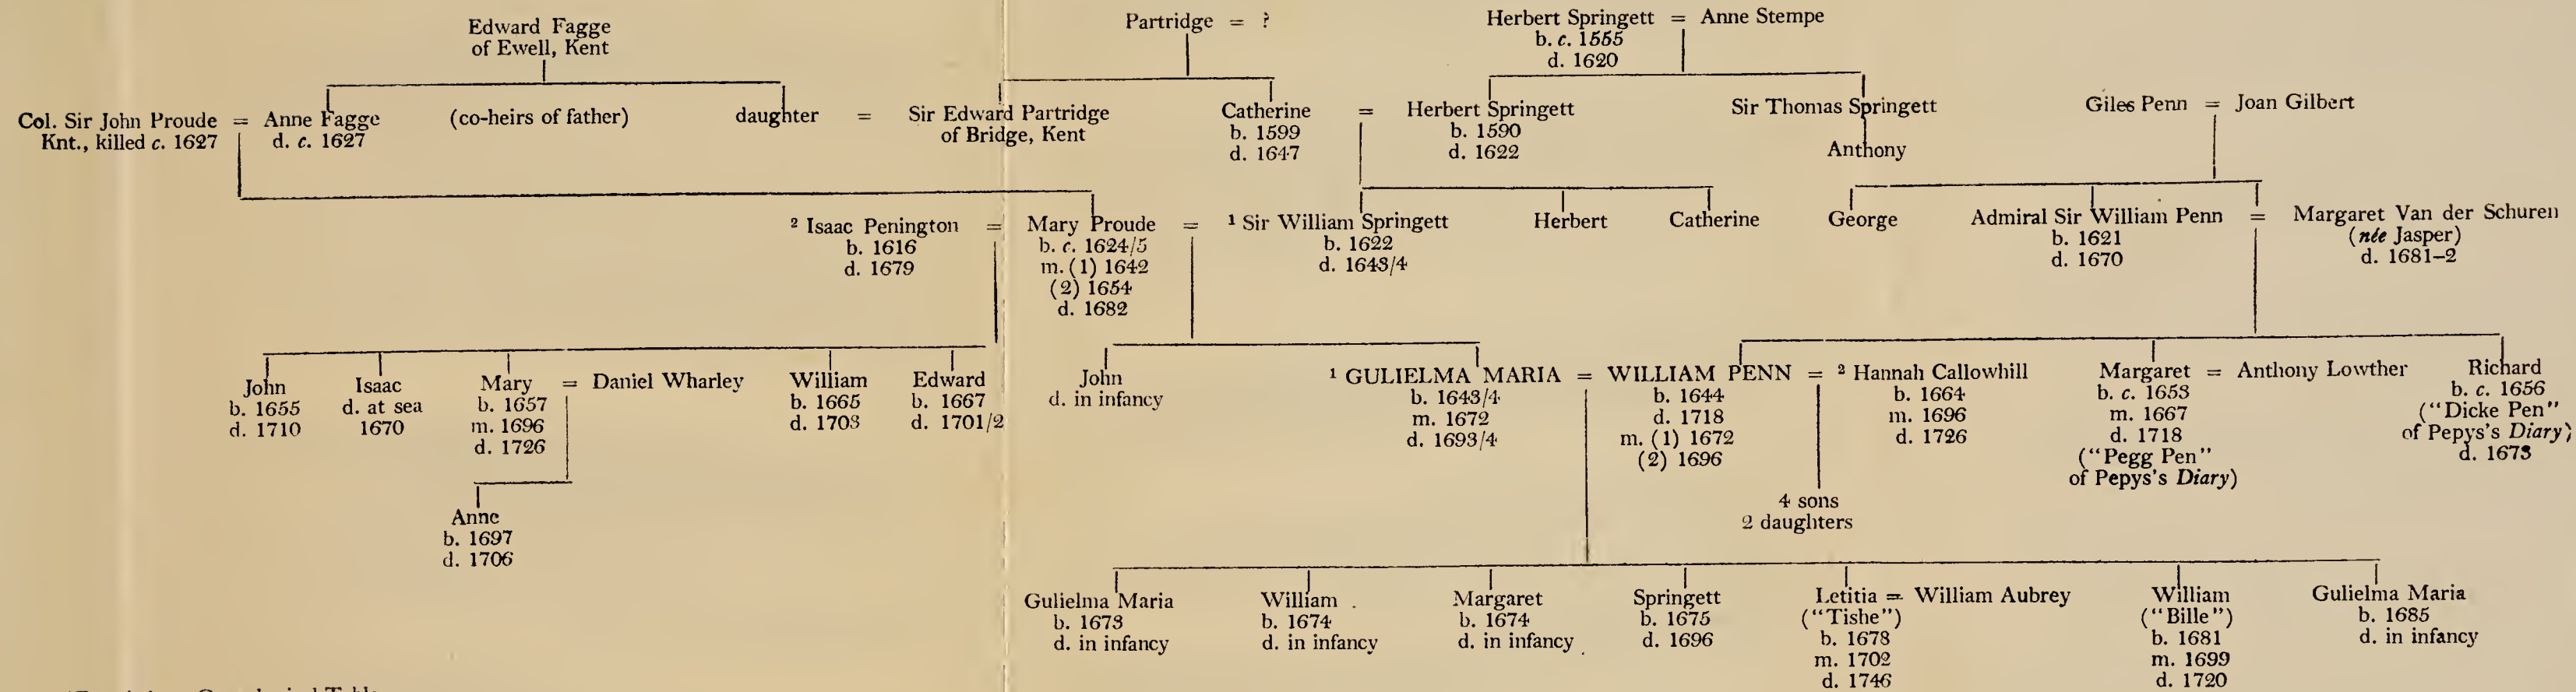 Edward Fagge
of Ewell, Kent
Partridge = ?
Herbert Springett = Anne Stempe
b. c. 1555
d. 1620
Col. Sir John Proude = Anne Fagge
Knt., killed c. 1627
d. c. 1627
(co-heirs of father)
daughter = Sir Edward Partridge
of Bridge, Kent
Catherine = Herbert Springett
b. 1599
d. 1647
b. 1590
d. 1622
Sir Thomas Springett
Anthony
Giles Penn = Joan Gilbert
² Isaac Penington = Mary Proude = ¹ Sir William Springett
b. 1616
d. 1679
b. c. 1624/5
m. (1) 1642
(2) 1654
d. 1682
b. 1622
d. 1643/4
Herbert
Catherine
George
Admiral Sir William Penn = Margaret Van der Schuren
b. 1621
d. 1670
(née Jasper)
d. 1681–2
John
b. 1655
d. 1710
Isaac
d. at sea
1670
Mary = Daniel Wharley
b. 1657
m. 1696
d. 1726
William
b. 1665
d. 1703
Edward
b. 1667
d. 1701/2
John
d. in infancy
¹ GULIELMA MARIA = WILLIAM PENN = ² Hannah Callowhill
b. 1643/4
m. 1672
d. 1693/4
b. 1644
d. 1718
m. (1) 1672
(2) 1696
b. 1664
m. 1696
d. 1726
Margaret = Anthony Lowther
b. c. 1653
m. 1667
d. 1718
("Pegg Pen"
of Pepys's Diary)
Richard
b. c. 1656
("Dicke Pen"
of Pepys's Diary)
d. 1673
Anne
b. 1697
d. 1706
4 sons
2 daughters
Gulielma Maria
b. 1673
d. in infancy
William
b. 1674
d. in infancy
Margaret
b. 1674
d. in infancy
Springett
b. 1675
d. 1696
Letitia = William Aubrey
("Tishe")
b. 1678
m. 1702
d. 1746
William
("Bille")
b. 1681
m. 1699
d. 1720
Gulielma Maria
b. 1685
d. in infancy